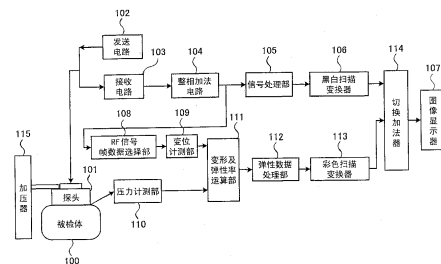 102
发送
电路
103
接收
电路
104
整相加法
电路
105
信号处理部
106
黑白扫描
变换器
114
切换加法器
107
图像显示器
108
RF信号
帧数据选择部
109
变位
计测部
111
变形及
弹性率
运算部
112
弹性数据
处理部
113
彩色扫描
变换器
115
加压器
101
探头
压力计测部
110
被检体
100